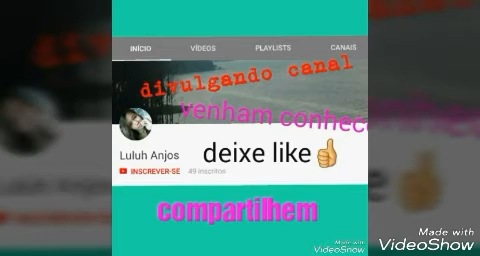 INÍCIO VÍDEOS PLAYLISTS CANAIS
divulgando canal
venham conhec
Luluh Anjos
deixe like
INSCREVER-SE 49 inscritos
compartilhem
Made with
VideoShow
Made with
VideoShow